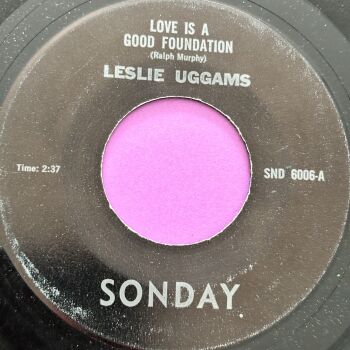 LOVE IS A
GOOD FOUNDATION
(Ralph Murphy)
LESLIE UGGAMS
Time: 2:37
SND 6006-A
SONDAY